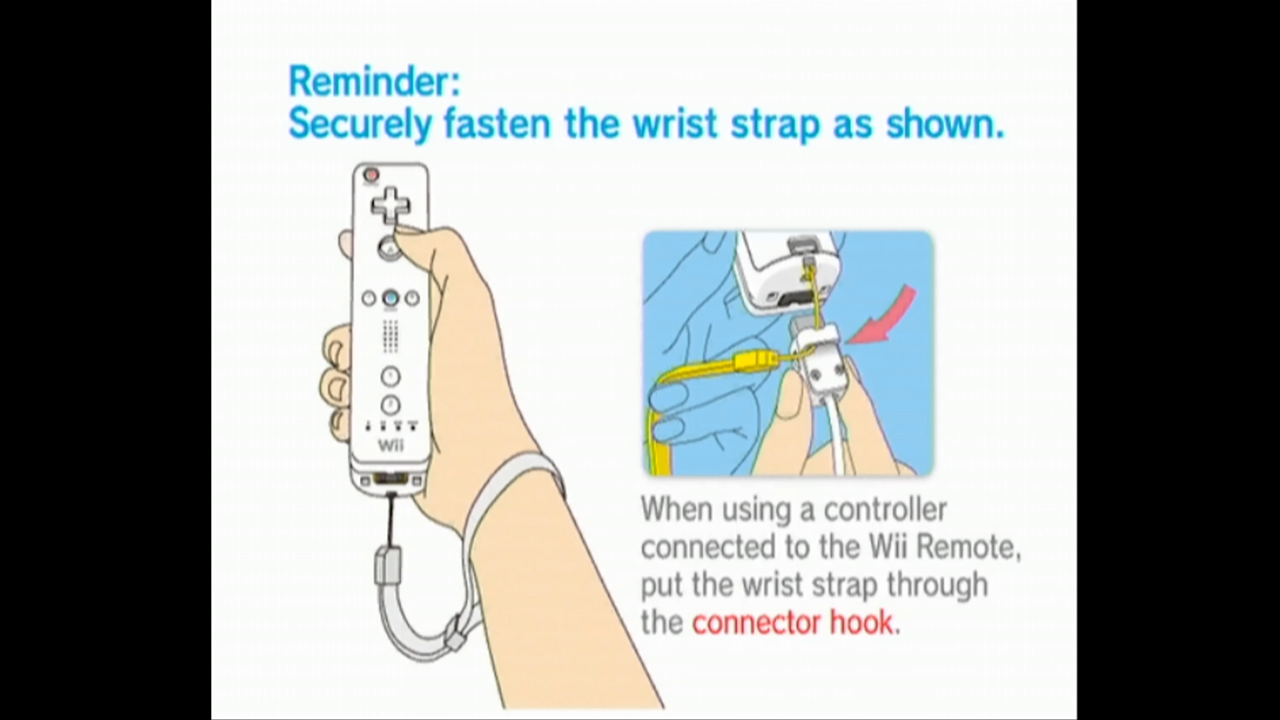 Reminder:
Securely fasten the wrist strap as shown.
Wii
When using a controller
connected to the Wii Remote,
put the wrist strap through
the connector hook.